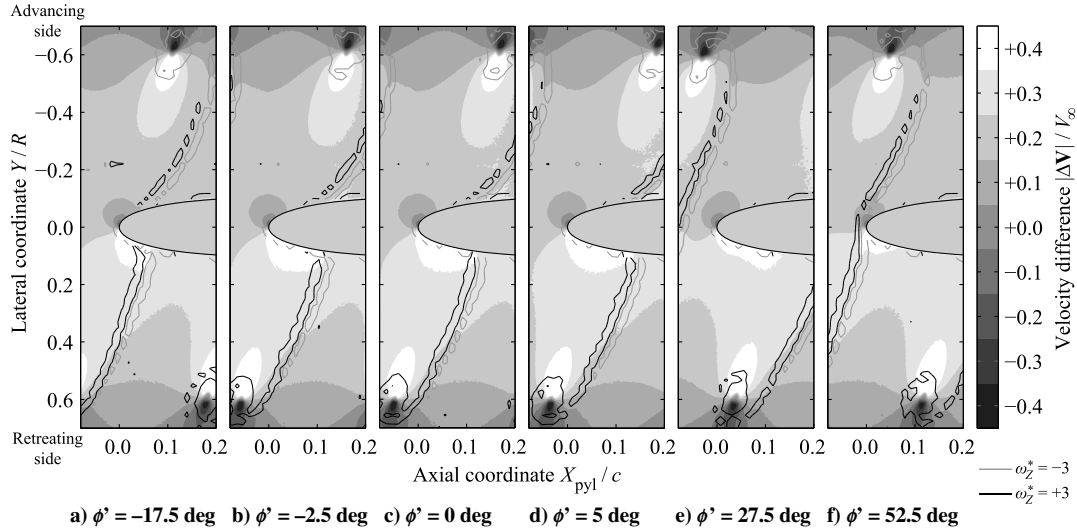 Advancing
side
−0.6
−0.4
−0.2
0.0
0.2
0.4
0.6
Lateral coordinate Y / R
Retreating
side
0.0 0.1 0.2 0.0 0.1 0.2 0.0 0.1 0.2 0.0 0.1 0.2 0.0 0.1 0.2 0.0 0.1 0.2
Axial coordinate X_pyl / c
+0.4
+0.3
+0.2
+0.1
+0.0
−0.1
−0.2
−0.3
−0.4
Velocity difference |ΔV| / V∞
ω*_Z = −3
ω*_Z = +3
a) ϕ' = –17.5 deg b) ϕ' = –2.5 deg c) ϕ' = 0 deg d) ϕ' = 5 deg e) ϕ' = 27.5 deg f) ϕ' = 52.5 deg